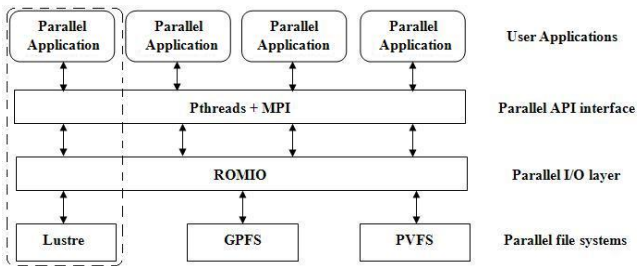 Parallel
Application
Parallel
Application
Parallel
Application
Parallel
Application
User Applications
Pthreads + MPI
Parallel API interface
ROMIO
Parallel I/O layer
Lustre
GPFS
PVFS
Parallel file systems